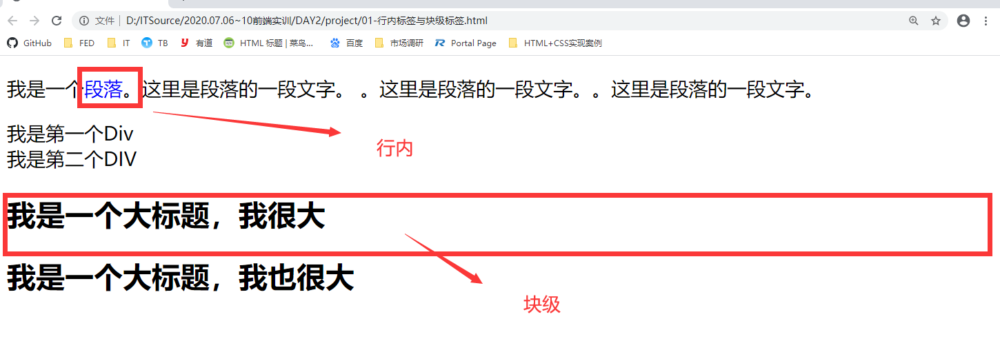 文件 D:/ITSource/2020.07.06~10前端实训/DAY2/project/01-行内标签与块级标签.html
GitHub FED IT TB 有道 HTML 标题 | 菜鸟... 百度 市场调研 Portal Page HTML+CSS实现案例
我是一个段落。这里是段落的一段文字。 。这里是段落的一段文字。。这里是段落的一段文字。
我是第一个Div
行内
我是第二个DIV
我是一个大标题，我很大
我是一个大标题，我也很大
块级